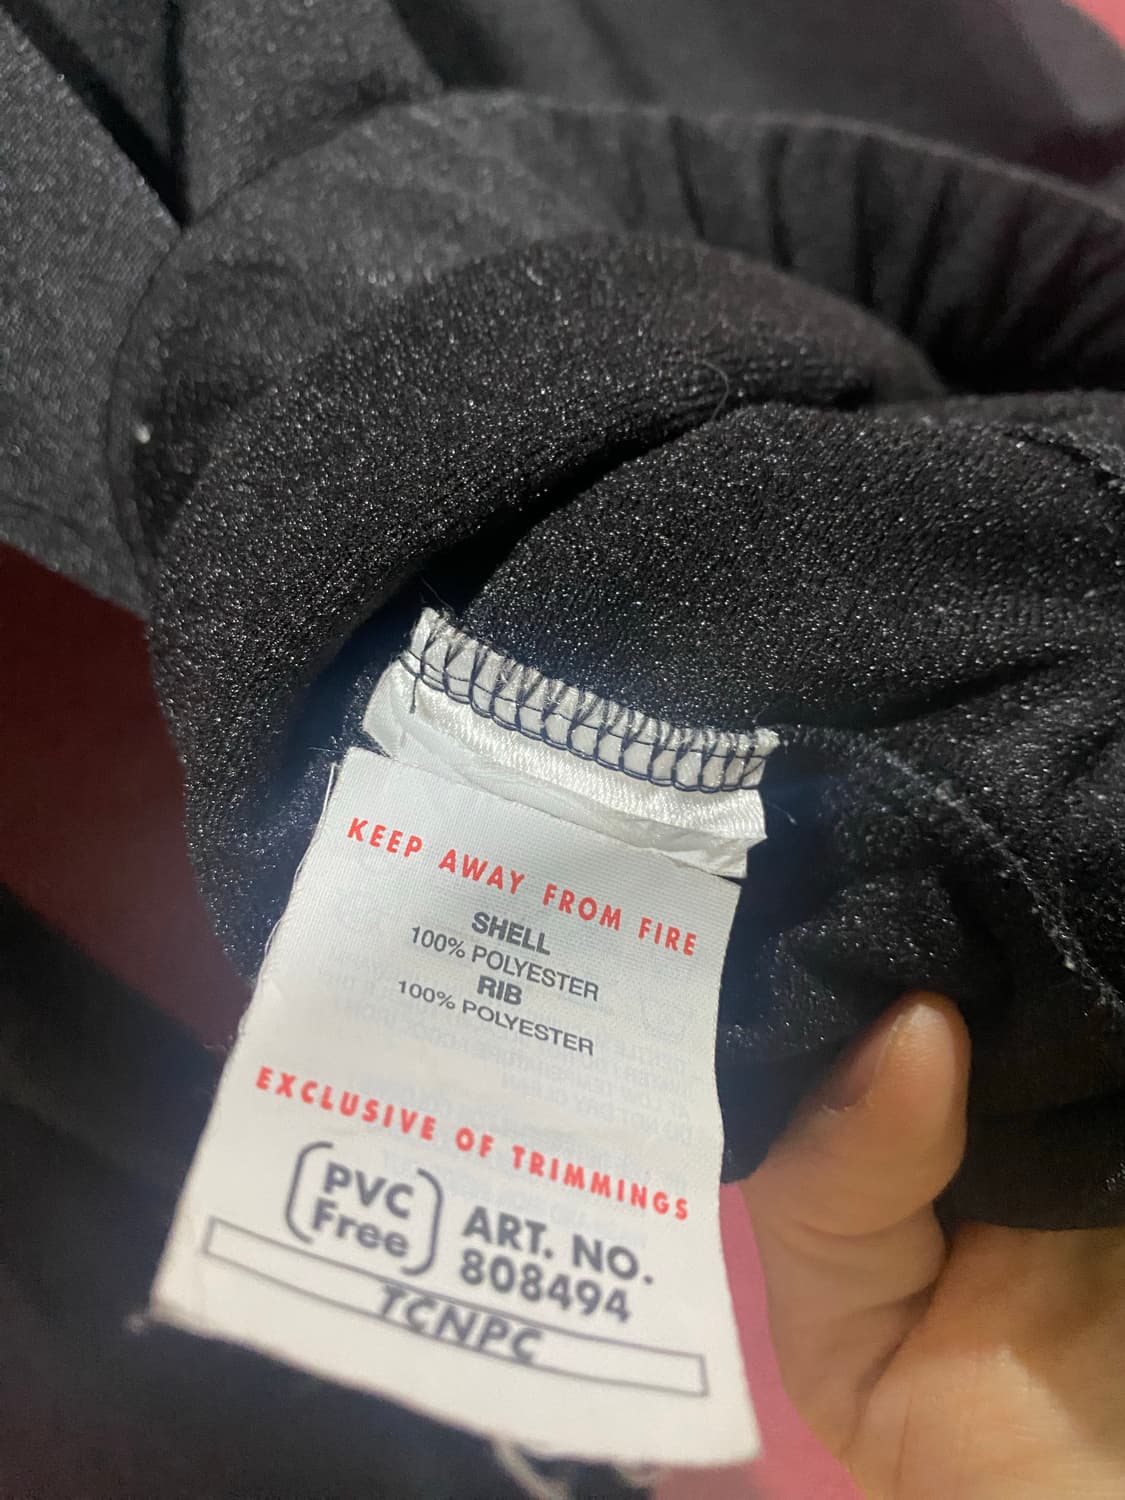 KEEP AWAY FROM FIRE
SHELL
100% POLYESTER
RIB
100% POLYESTER
EXCLUSIVE OF TRIMMINGS
PVC
Free
ART. NO.
808494
TCNPC